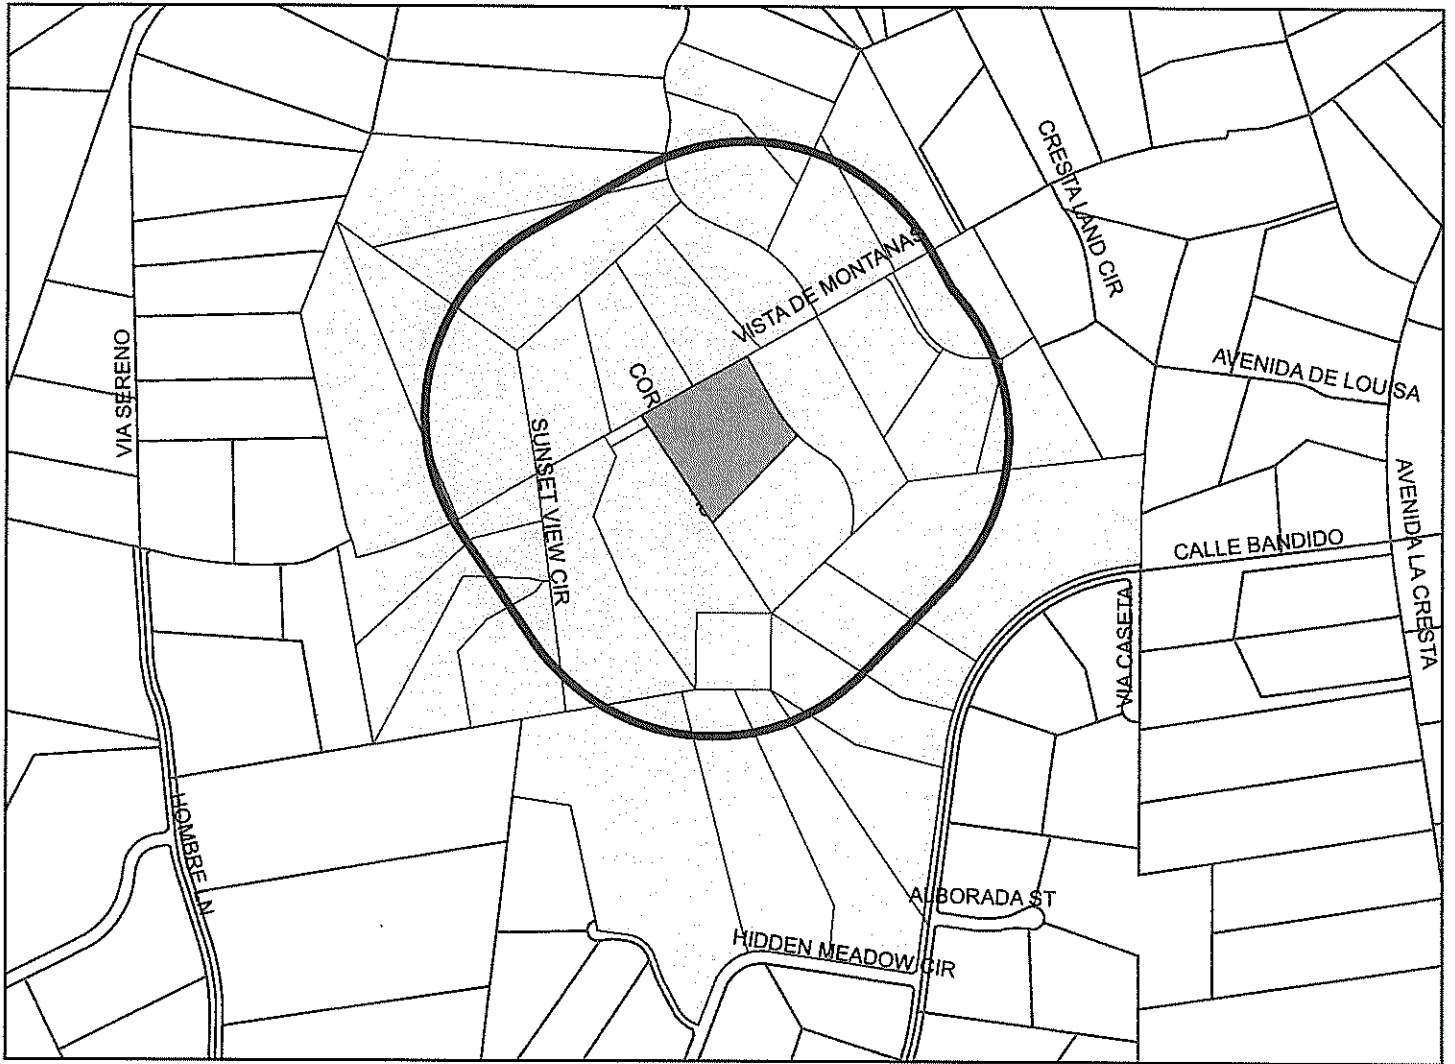 CRESTA LAND CIR
VISTA DE MONTANAS
VIA SERENO
AVENIDA DE LOUISA
COR
SUNSET VIEW CIR
AVENIDA LA CRESTA
CALLE BANDIDO
VIA CASETA
HOMBRE LN
ALBORADA ST
HIDDEN MEADOW CIR